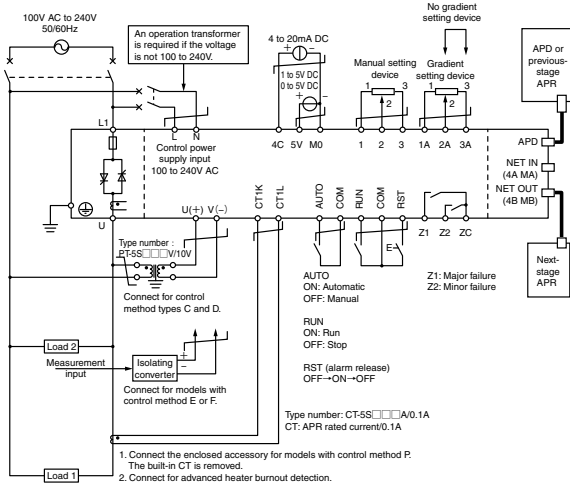 100V AC to 240V
50/60Hz
An operation transformer
is required if the voltage
is not 100 to 240V.
4 to 20mA DC
1 to 5V DC
0 to 5V DC
No gradient
setting device
Manual setting
device
Gradient
setting device
1 3
2
1 3
2
APD or
previous-
stage
APR
L1
L N
Control power
supply input
100 to 240V AC
4C 5V M0
1 2 3
1A 2A 3A
APD
NET IN
(4A MA)
NET OUT
(4B MB)
U
U(+) V(−)
CT1K
CT1L
AUTO
COM
RUN
COM
RST
Z1 Z2 ZC
Type number :
PT-5S□□□V/10V
Connect for control
method types C and D.
E
AUTO
ON: Automatic
OFF: Manual
Z1: Major failure
Z2: Minor failure
Next-
stage
APR
RUN
ON: Run
OFF: Stop
Load 2
Measurement
input
Isolating
converter
+
−
Connect for models with
control method E or F.
RST (alarm release)
OFF→ON→OFF
Type number: CT-5S□□□A/0.1A
CT: APR rated current/0.1A
Load 1
1. Connect the enclosed accessory for models with control method P.
The built-in CT is removed.
2. Connect for advanced heater burnout detection.